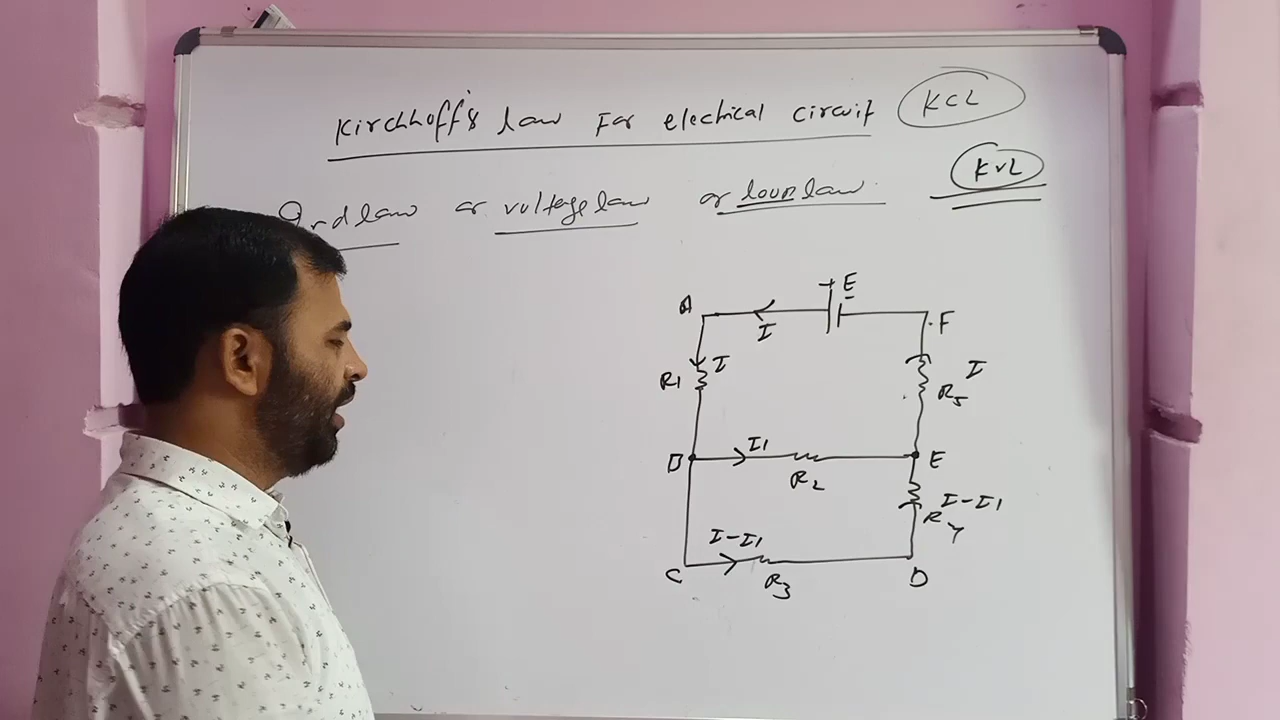 Kirchhoff's law For electrical circuit KCL
KVL
law or voltage law or loop law
E
+ -
A
I
F
I
R1
I
R5
B
I1
R2
E
I-I1
R4
I-I1
C
R3
D